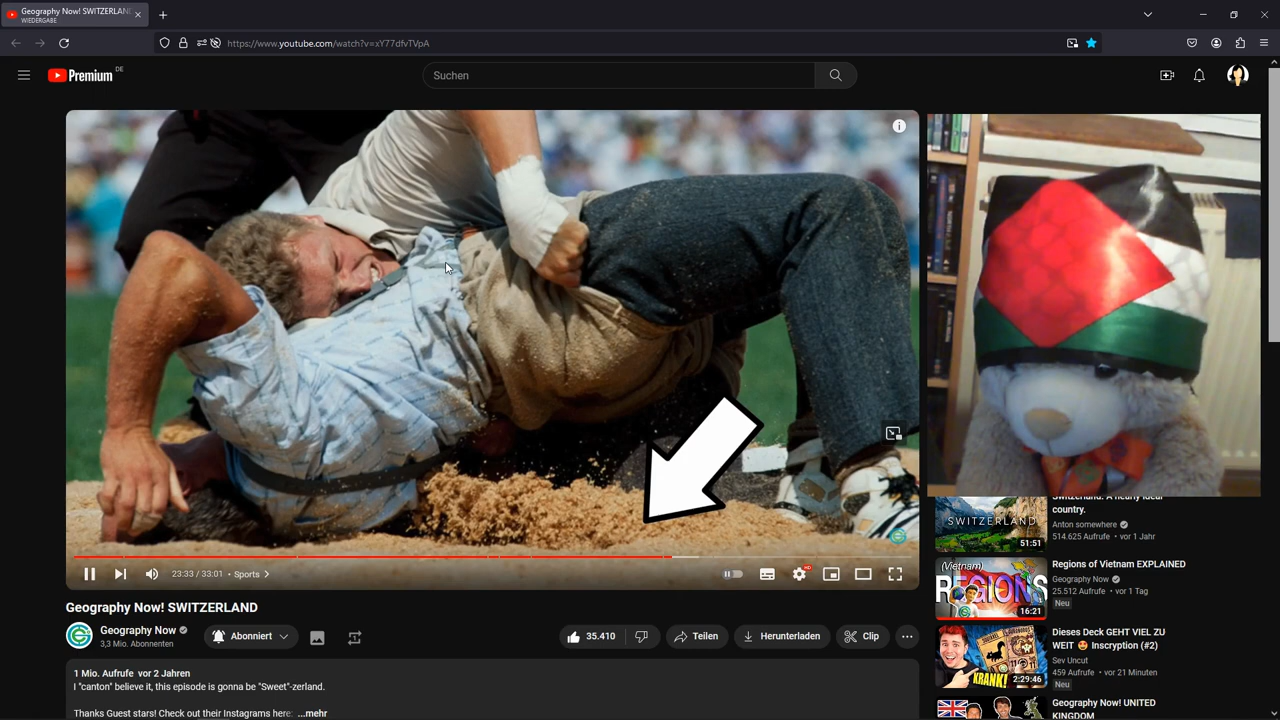 Geography Now! SWITZERLAND
WIEDERGABE
https://www.youtube.com/watch?v=xY77dfvTVpA
Premium DE
Suchen
23:33 / 33:01 • Sports
HD
Geography Now! SWITZERLAND
Geography Now
3,3 Mio. Abonnenten
Abonniert
35.410
Teilen
Herunterladen
Clip
1 Mio. Aufrufe vor 2 Jahren
I "canton" believe it, this episode is gonna be "Sweet"-zerland.
Thanks Guest stars! Check out their Instagrams here: ...mehr
SWITZERLAND
51:51
Switzerland: A nearly ideal
country.
Anton somewhere
514.625 Aufrufe • vor 1 Jahr
(Vietnam)
REGIONS
16:21
Regions of Vietnam EXPLAINED
Geography Now
25.512 Aufrufe • vor 1 Tag
Neu
KRANK!
2:29:46
Dieses Deck GEHT VIEL ZU
WEIT 😍 Inscryption (#2)
Sev Uncut
459 Aufrufe • vor 21 Minuten
Neu
Geography Now! UNITED
KINGDOM